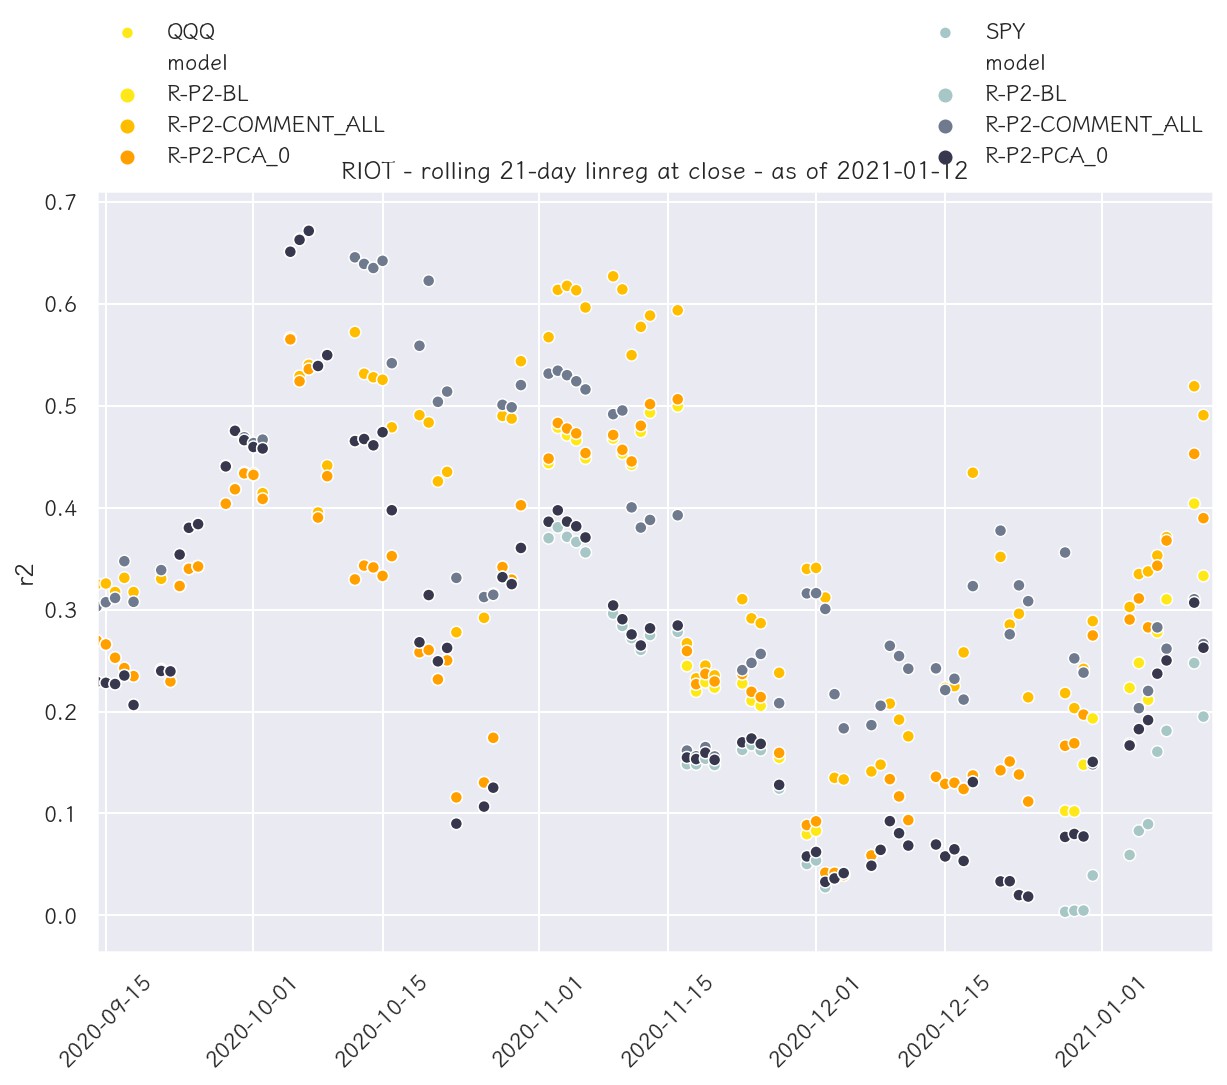 QQQ
model
R-P2-BL
R-P2-COMMENT_ALL
R-P2-PCA_0
SPY
model
R-P2-BL
R-P2-COMMENT_ALL
R-P2-PCA_0
RIOT - rolling 21-day linreg at close - as of 2021-01-12
0.7
0.6
0.5
0.4
0.3
0.2
0.1
0.0
r2
2020-09-15
2020-10-01
2020-10-15
2020-11-01
2020-11-15
2020-12-01
2020-12-15
2021-01-01